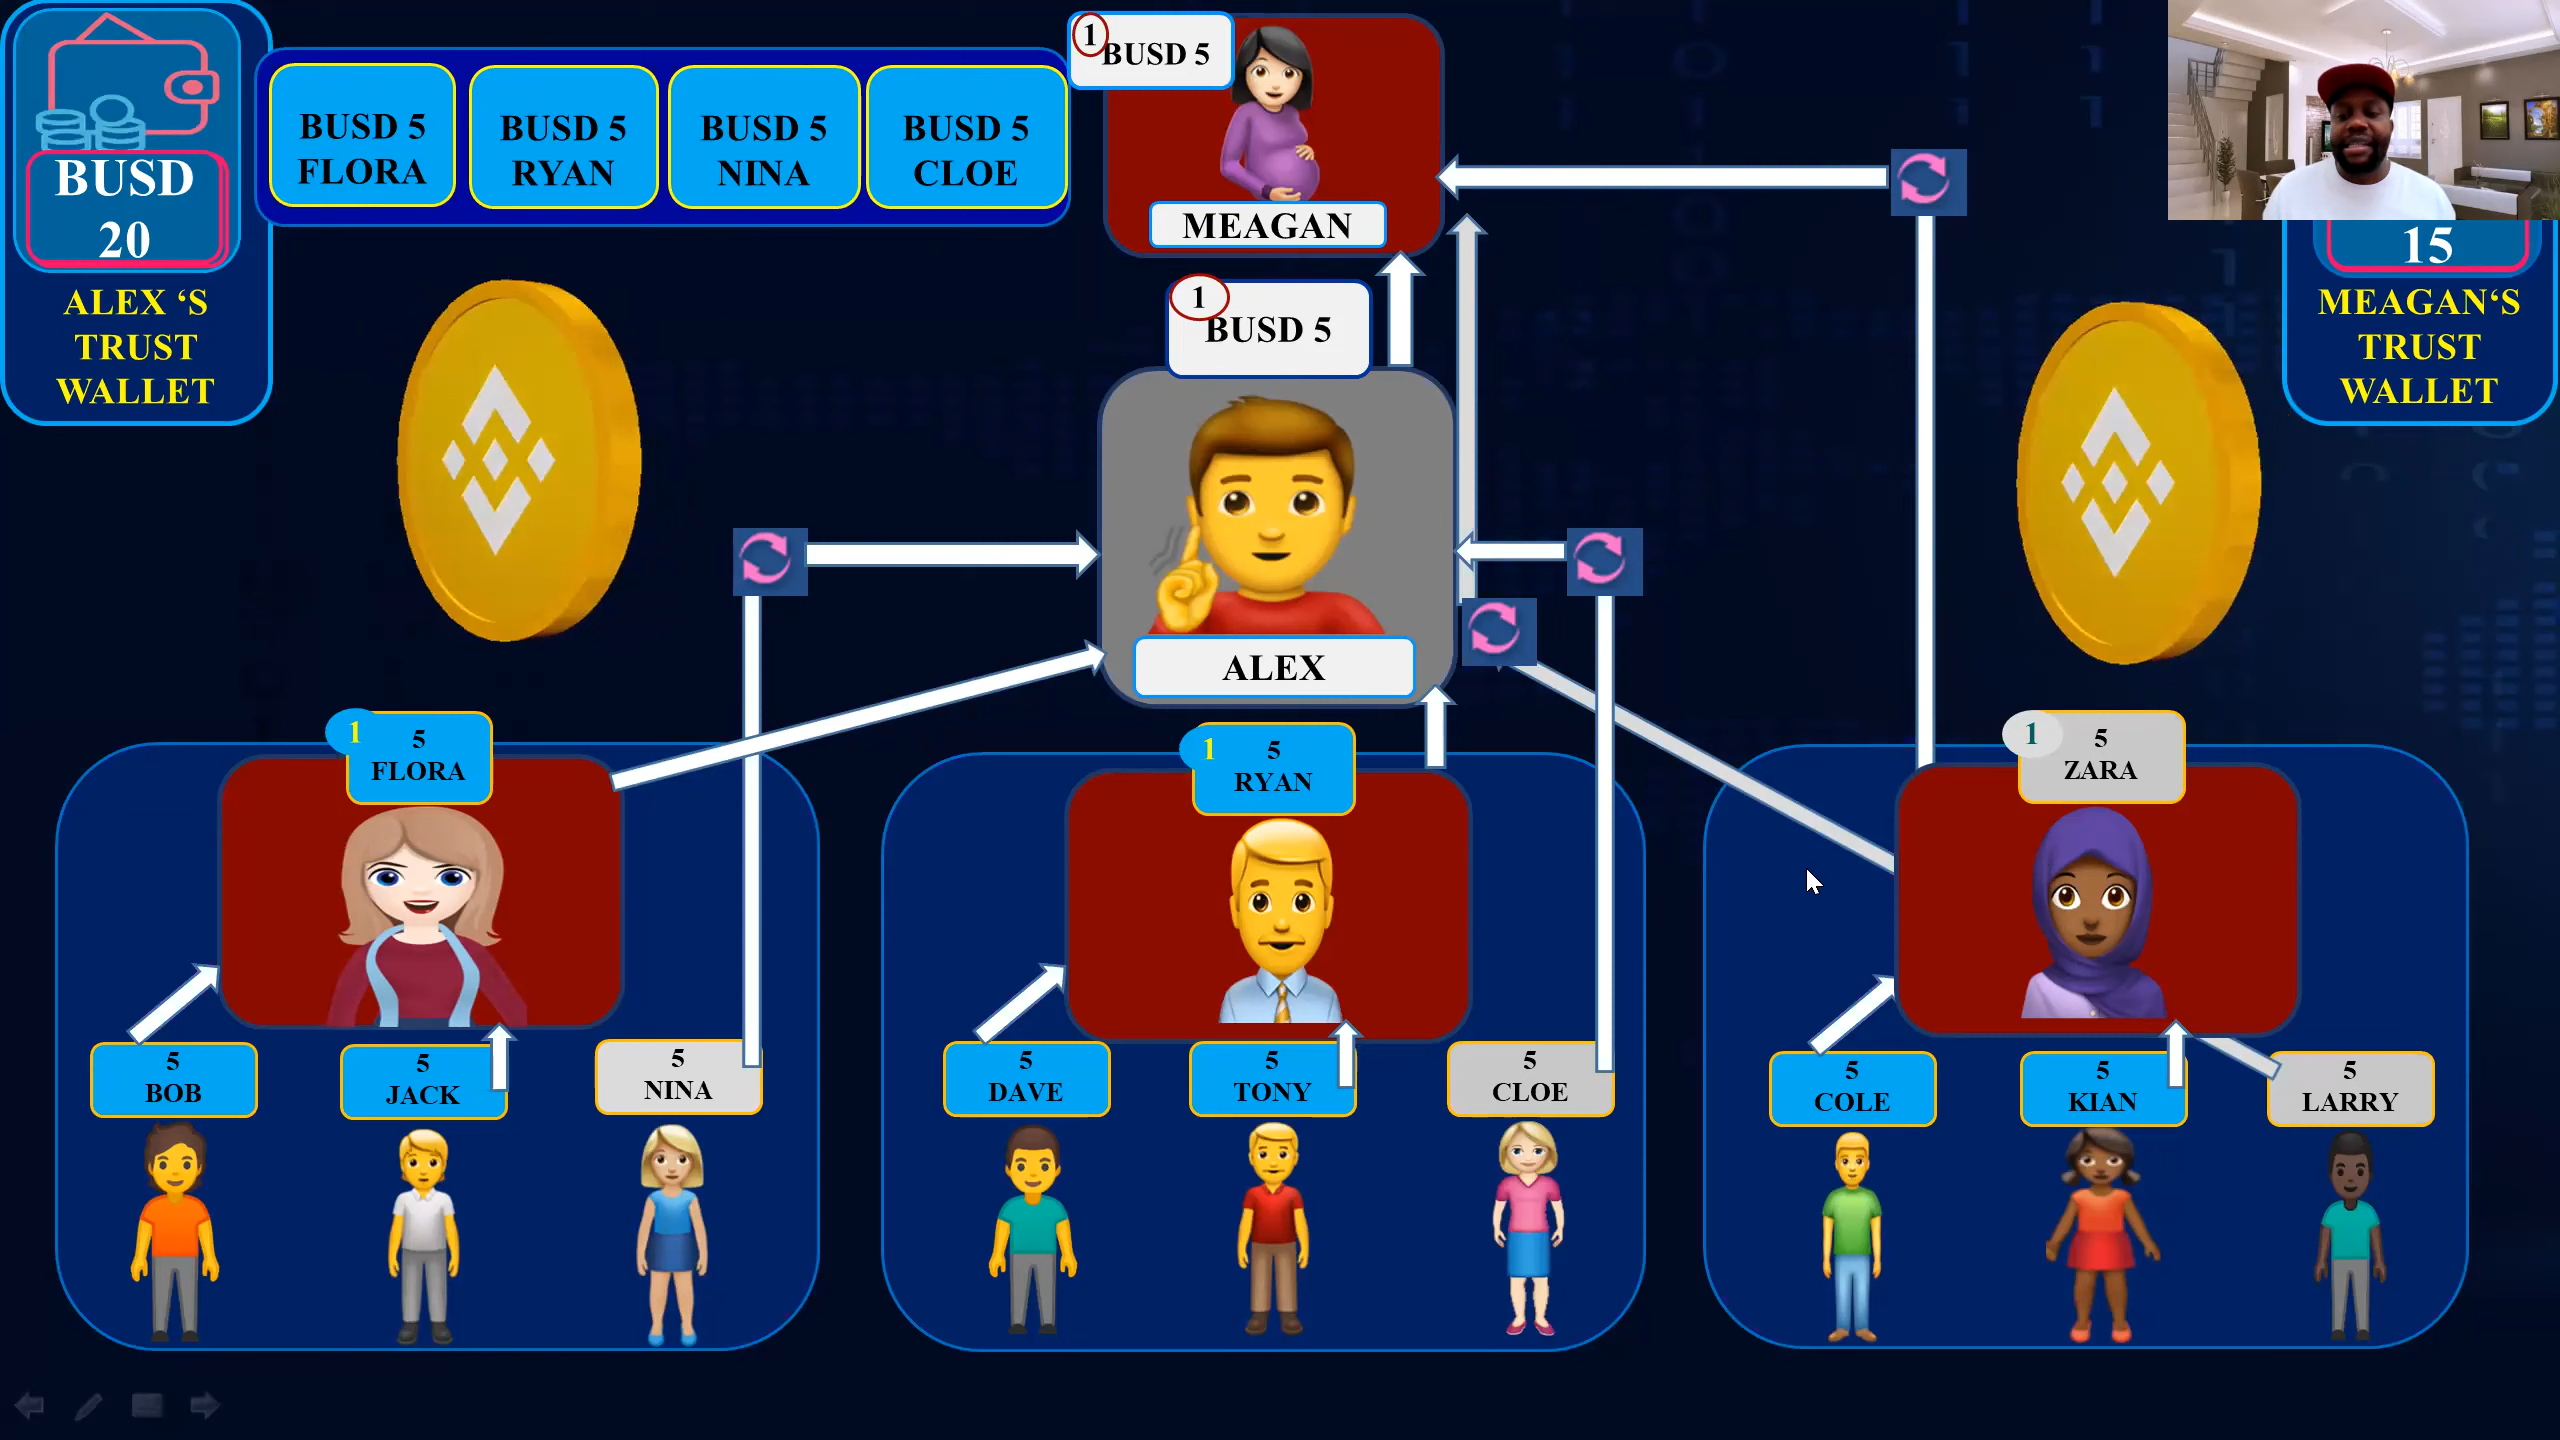 BUSD
20
ALEX ‘S
TRUST
WALLET
BUSD 5
FLORA
BUSD 5
RYAN
BUSD 5
NINA
BUSD 5
CLOE
1
BUSD 5
MEAGAN
1
BUSD 5
ALEX
15
MEAGAN‘S
TRUST
WALLET
1
5
FLORA
5
BOB
5
JACK
5
NINA
1
5
RYAN
5
DAVE
5
TONY
5
CLOE
1
5
ZARA
5
COLE
5
KIAN
5
LARRY